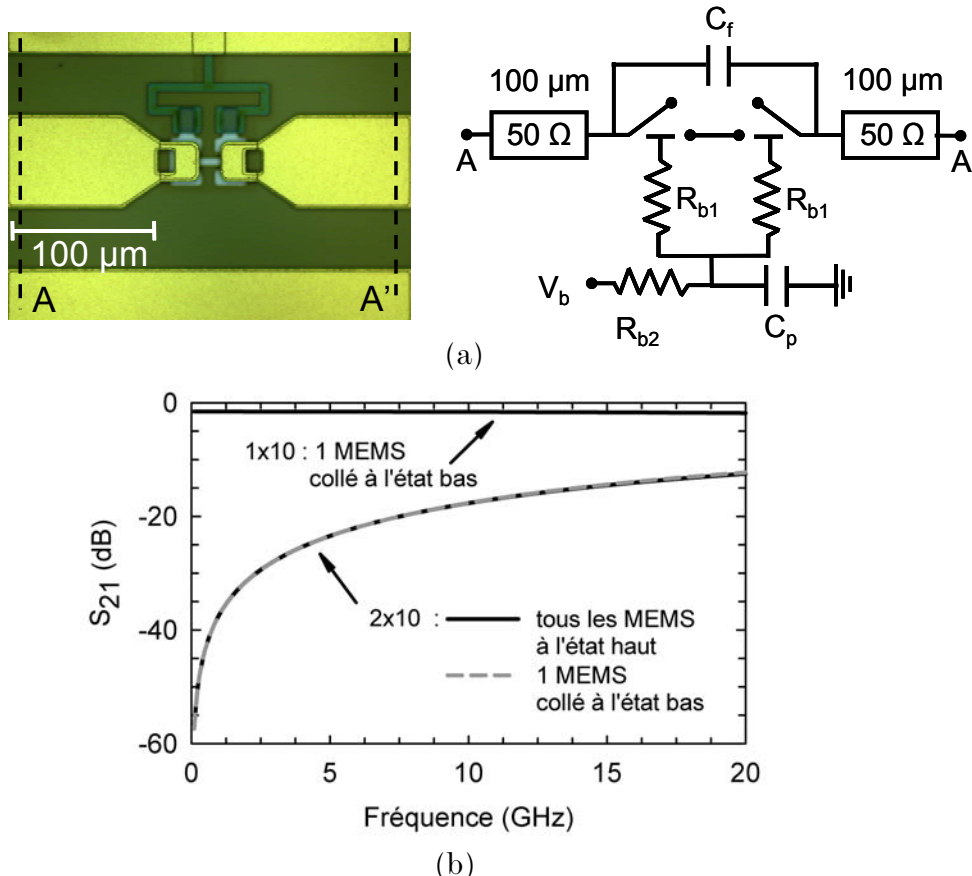 100 µm
A
A'
C_f
100 µm
100 µm
50 Ω
50 Ω
A
A
R_b1
R_b1
V_b
R_b2
C_p
(a)
0
-20
-40
-60
S_21 (dB)
1x10 : 1 MEMS
collé à l'état bas
2x10 :
tous les MEMS
à l'état haut
1 MEMS
collé à l'état bas
0
5
10
15
20
Fréquence (GHz)
(b)